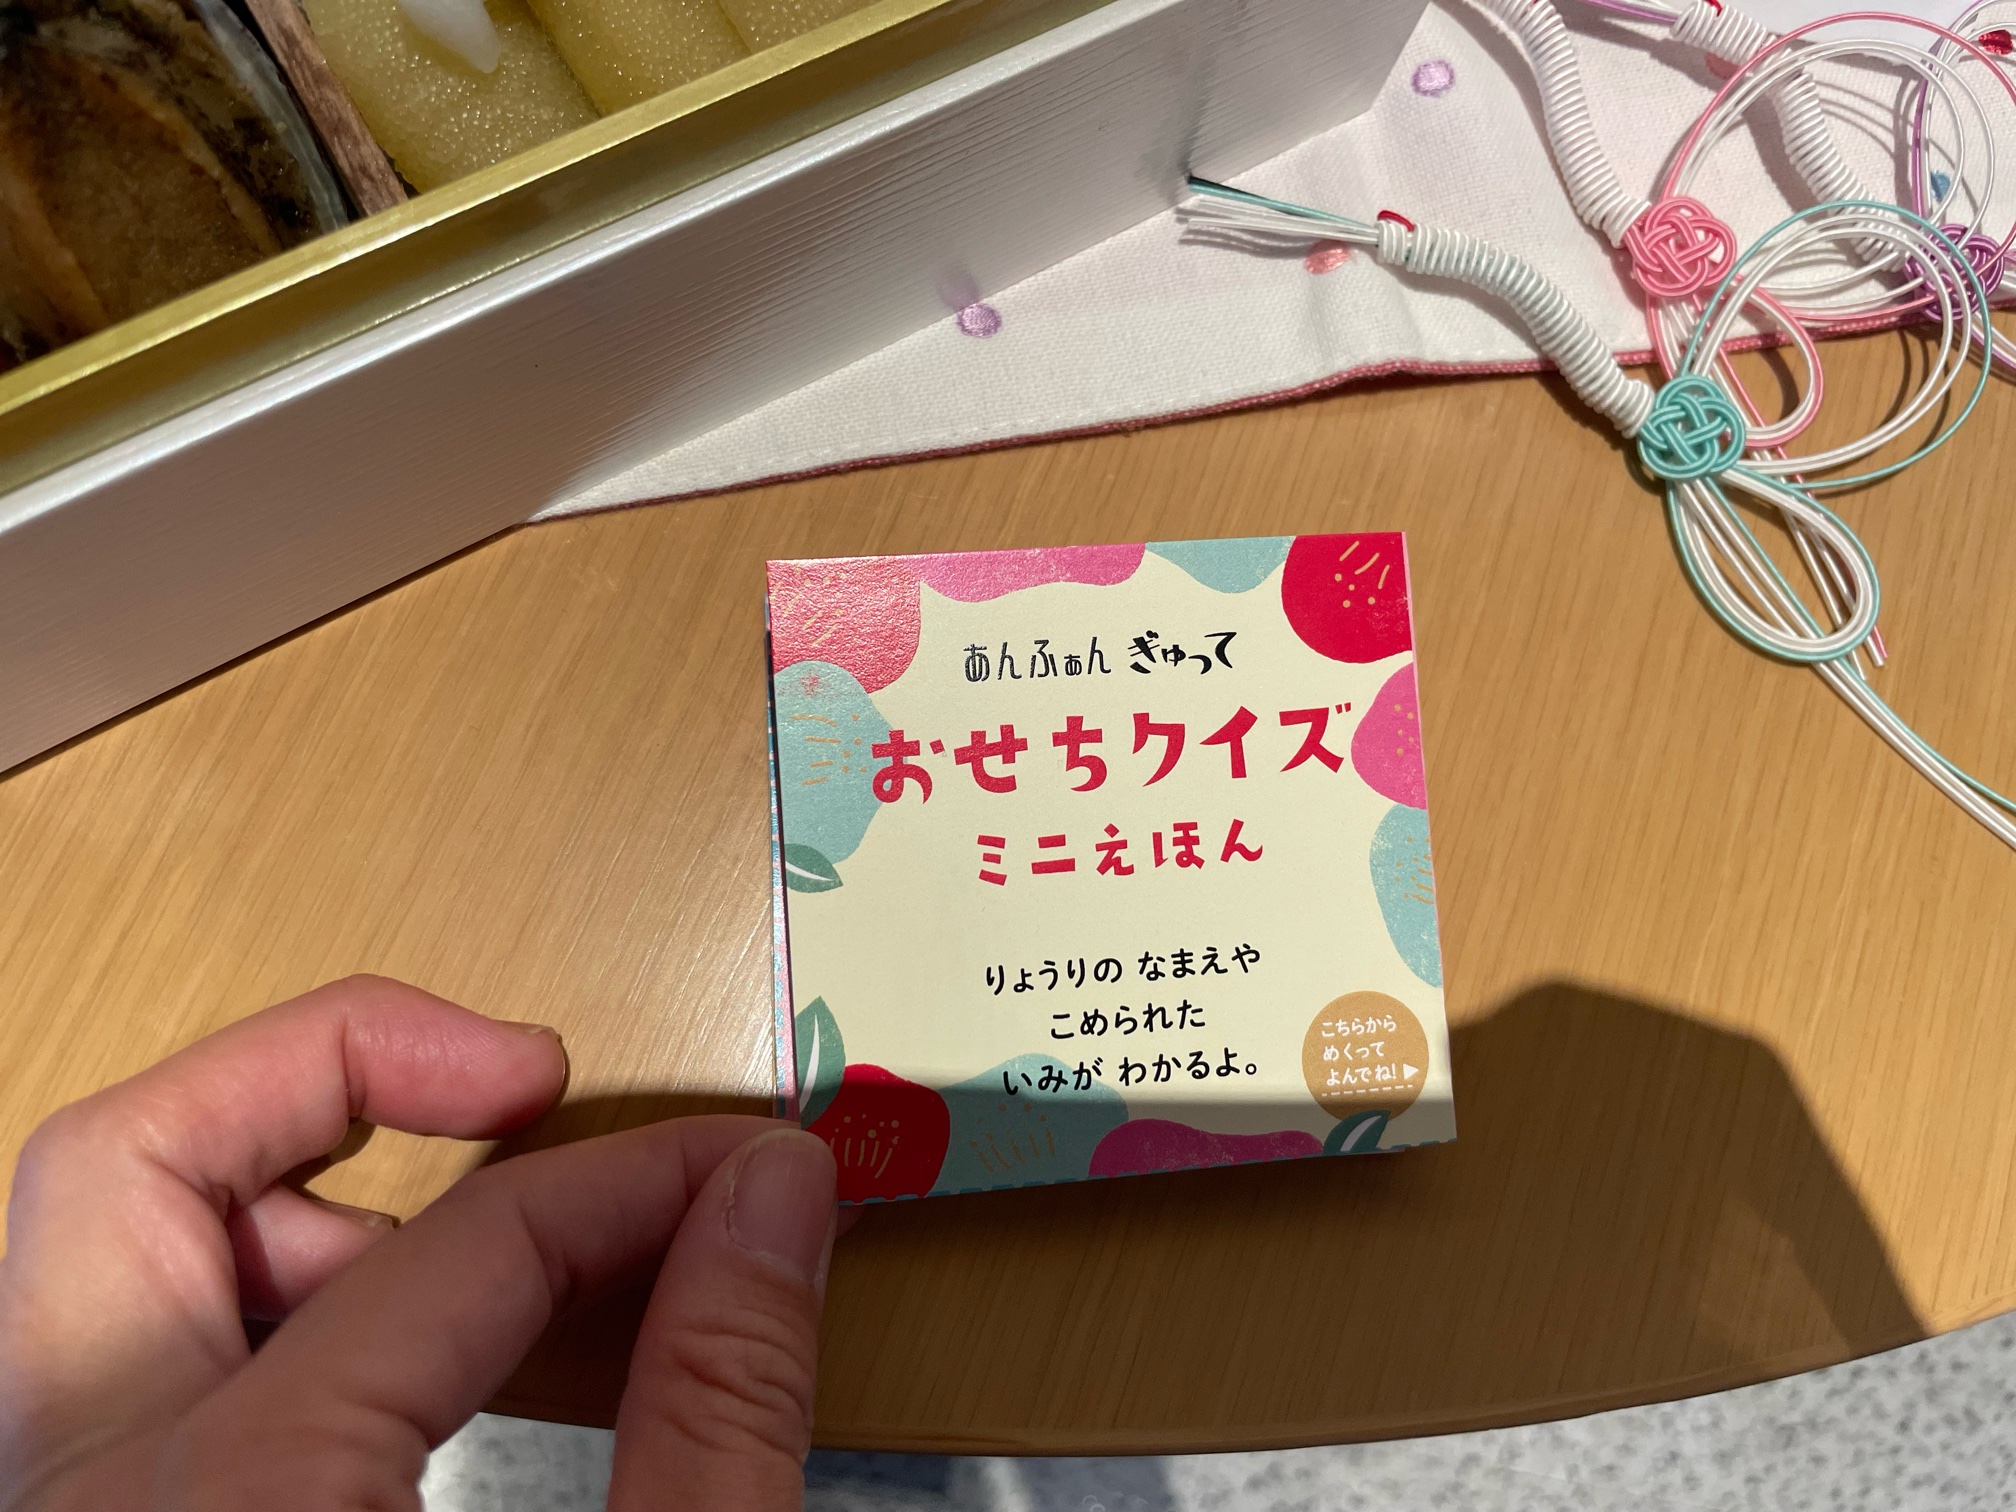 あんふぁん ぎゅって
おせちクイズ
ミニえほん
りょうりの なまえや
こめられた
いみが わかるよ。
こちらから
めくって
よんでね!▶